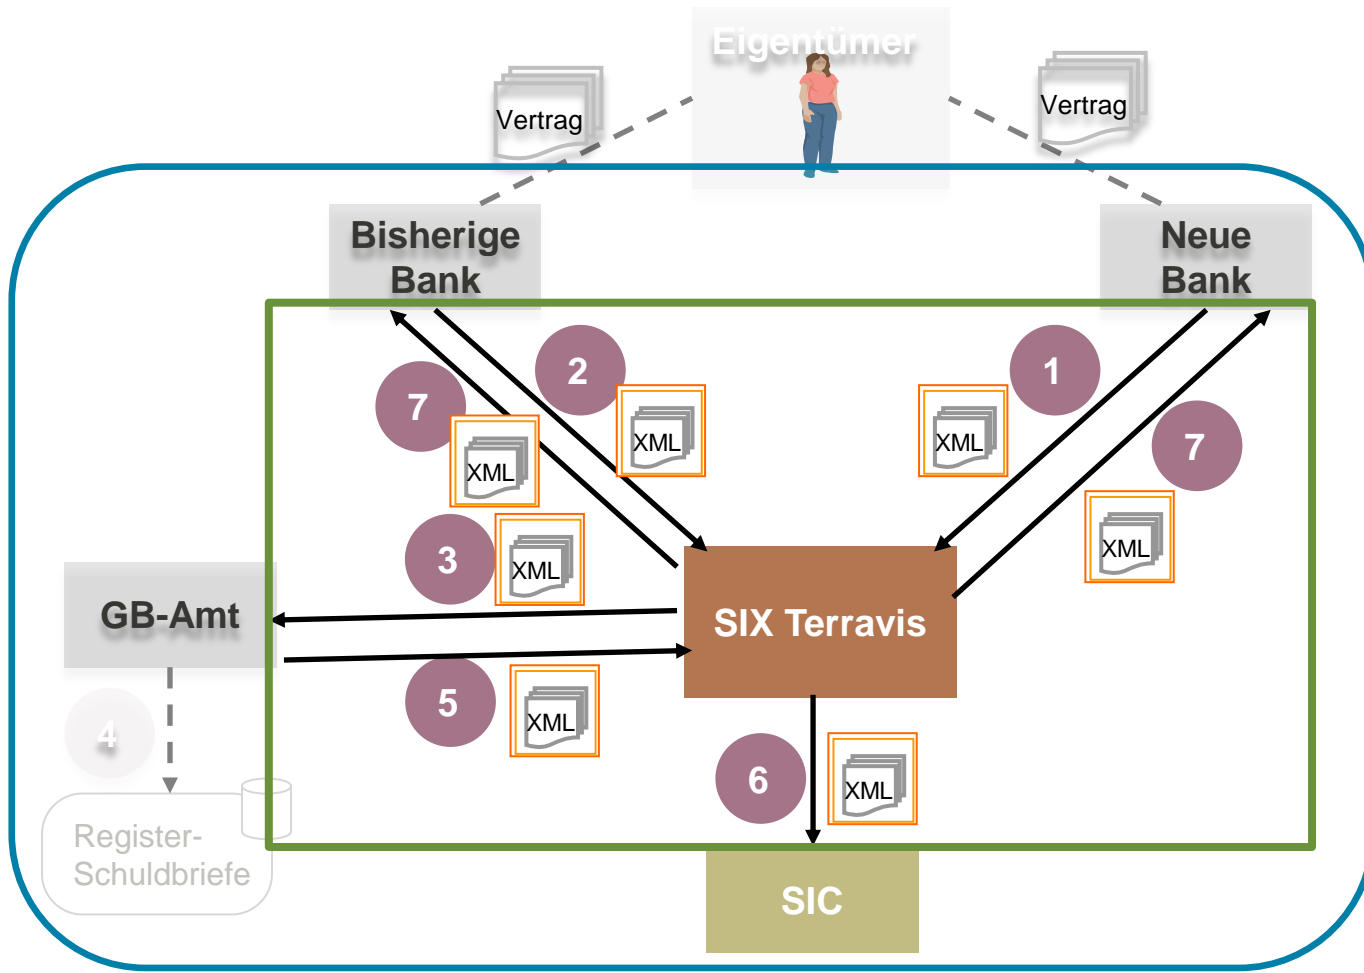 Eigentümer
Vertrag
Vertrag
Bisherige
Bank
Neue
Bank
2
1
7
XML
XML
7
XML
3
XML
XML
GB-Amt
SIX Terravis
5
XML
4
6
XML
Register-
Schuldbriefe
SIC